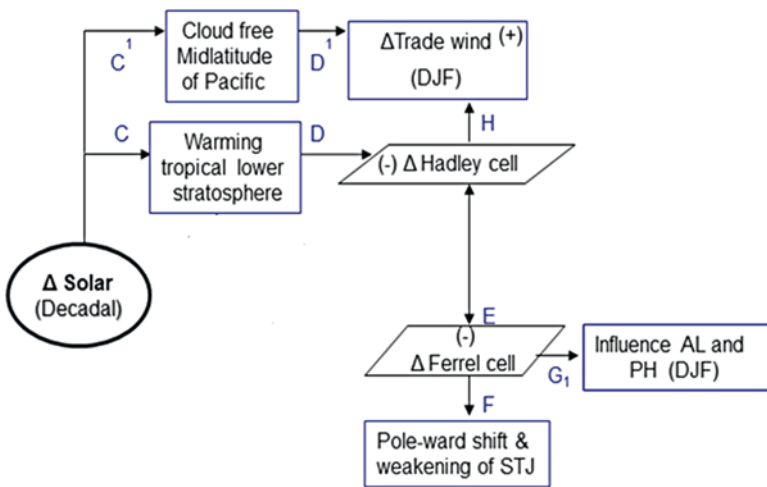 Cloud free
Midlatitude
of Pacific
C1
D1
ΔTrade wind (+)
(DJF)
H
C
Warming
tropical lower
stratosphere
D
(-) Δ Hadley cell
Δ Solar
(Decadal)
E
(-)
Δ Ferrel cell
G1
Influence AL and
PH (DJF)
F
Pole-ward shift &
weakening of STJ